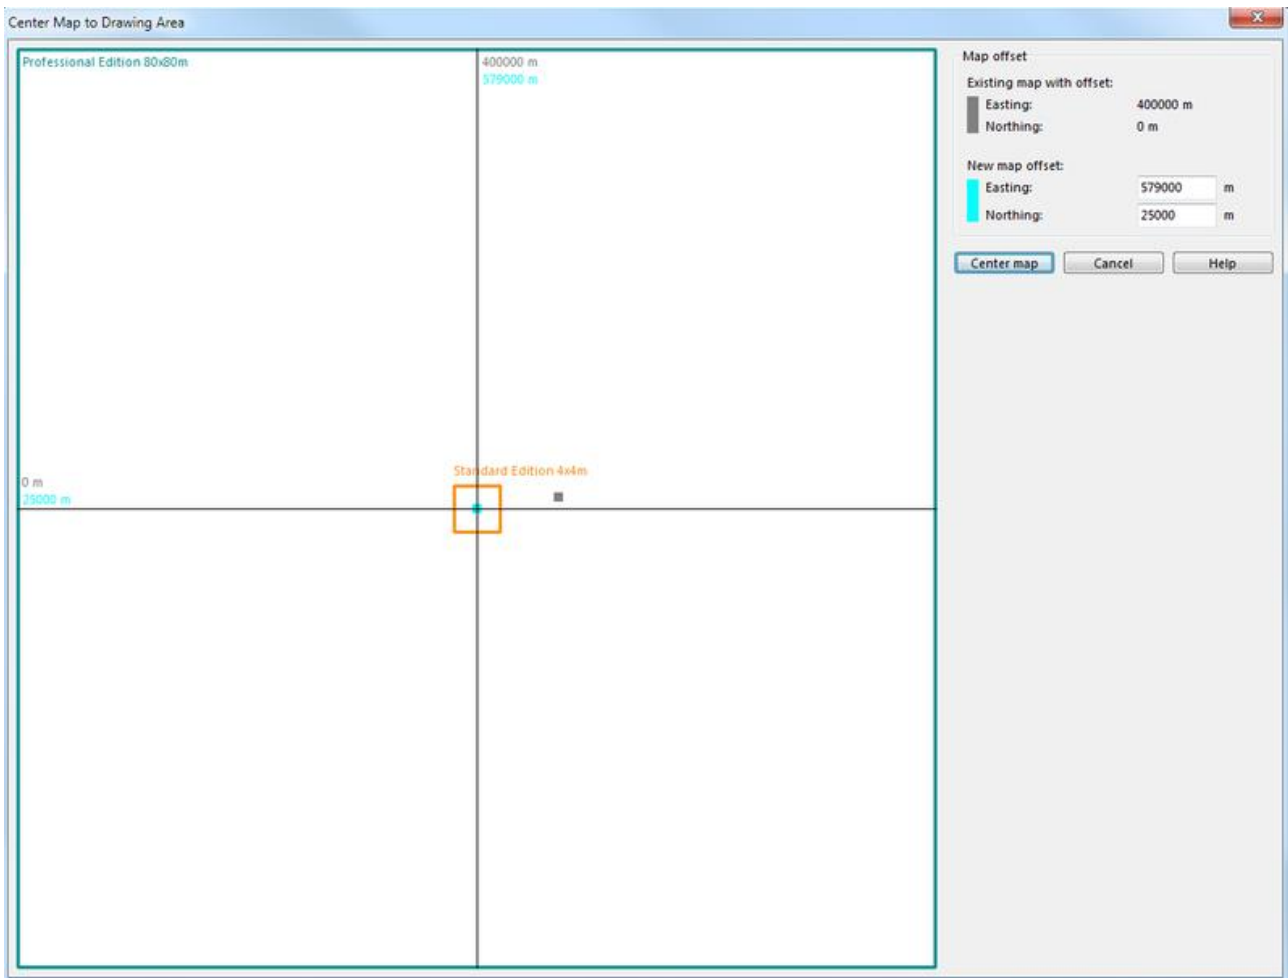 Center Map to Drawing Area
Professional Edition 80x80m
400000 m
579000 m
Standard Edition 4x4m
0 m
25000 m
Map offset
Existing map with offset:
Easting: 400000 m
Northing: 0 m
New map offset:
Easting: 579000 m
Northing: 25000 m
Center map Cancel Help